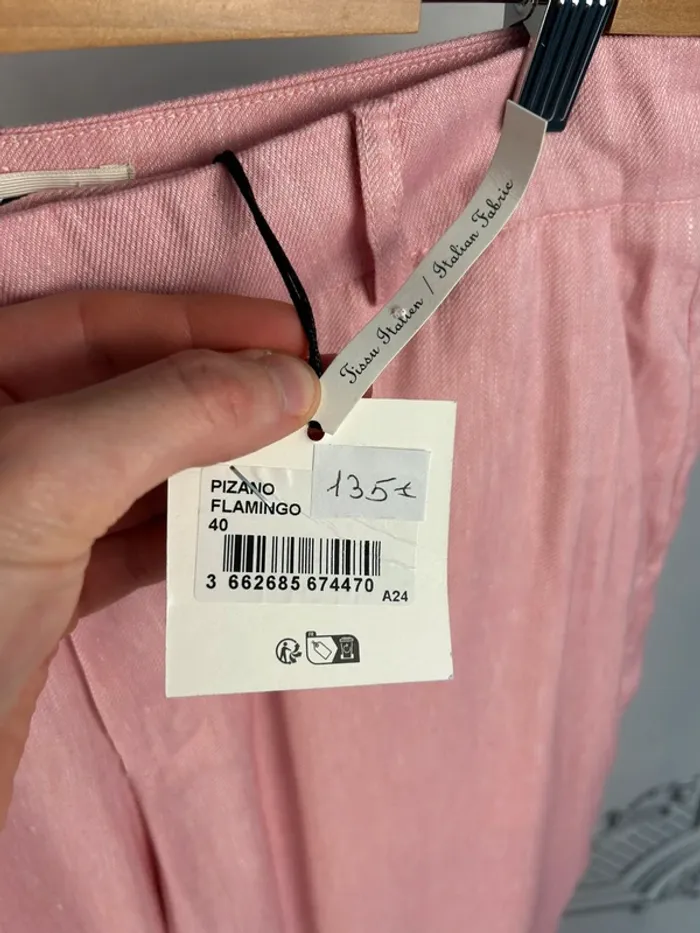 Tissu Italien / Italian Fabric
135€
PIZANO
FLAMINGO
40
3 662685 674470
A24